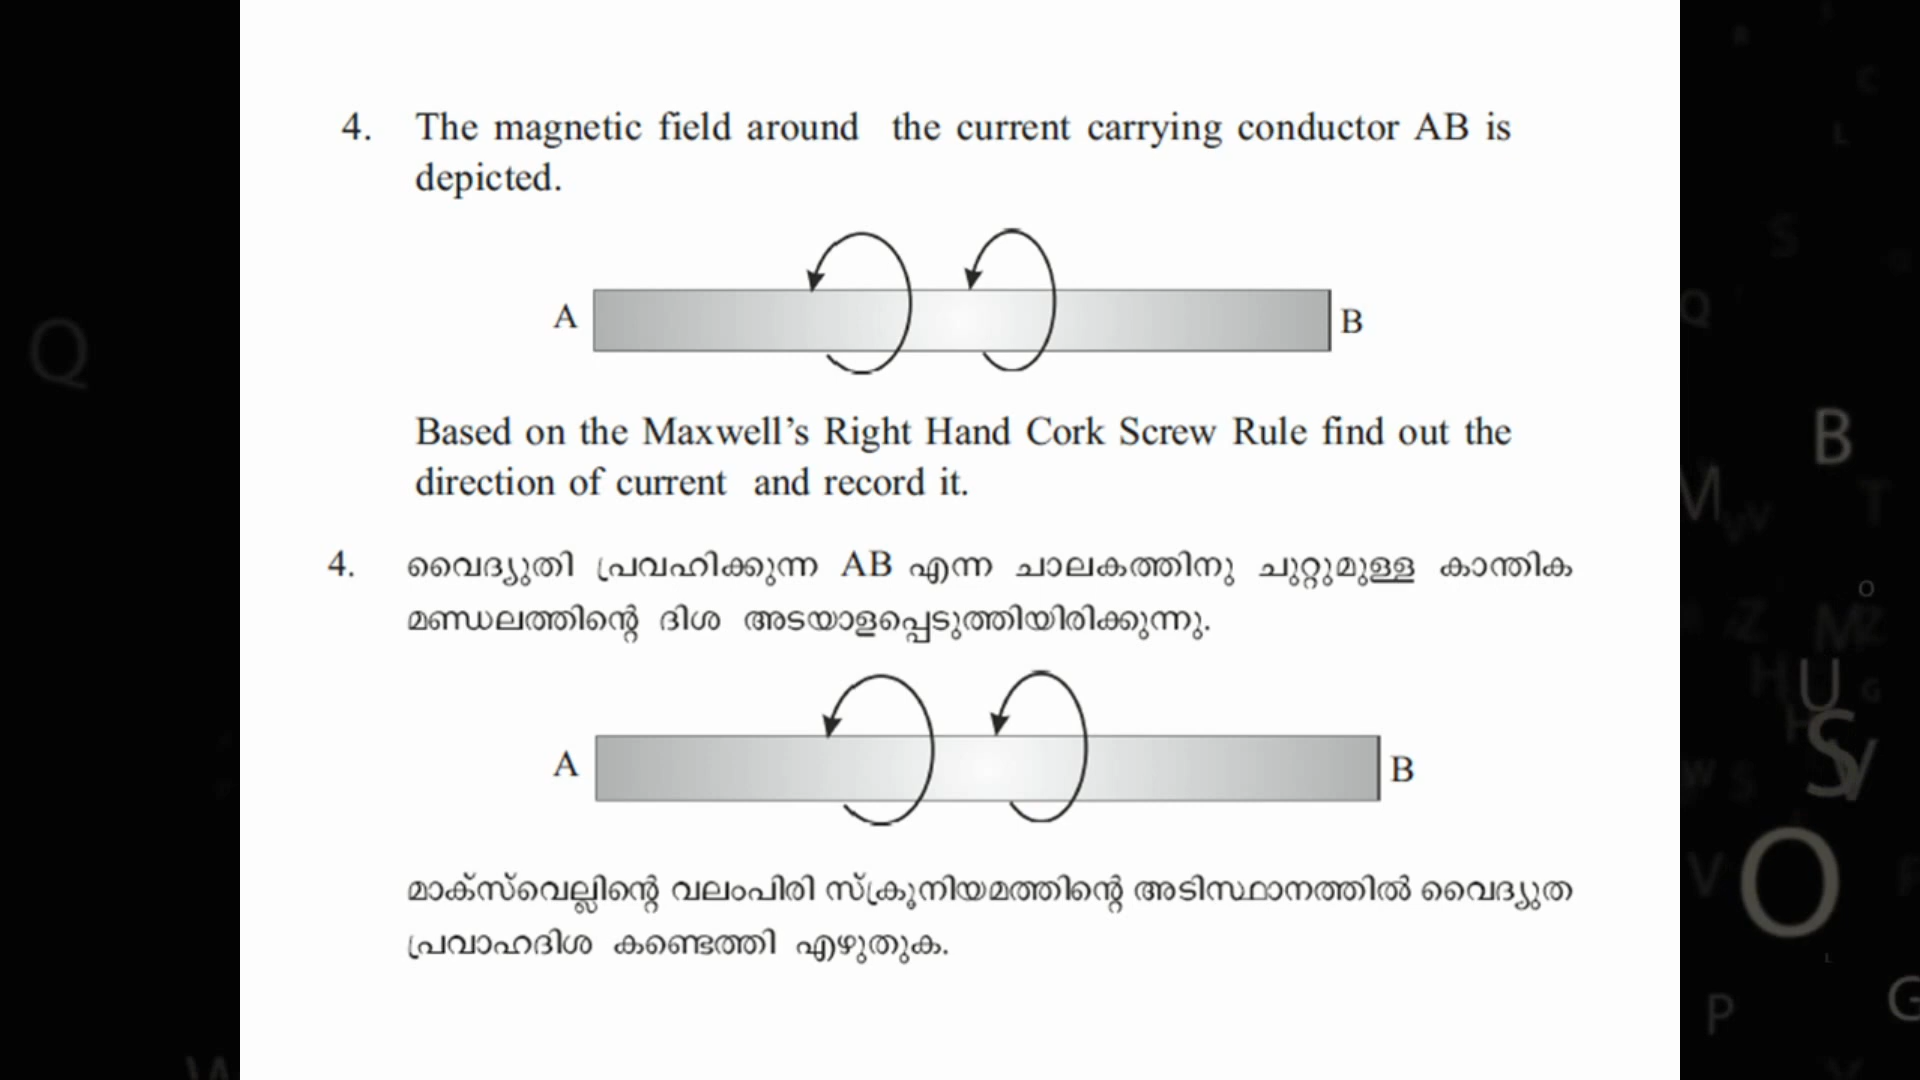 4. The magnetic field around the current carrying conductor AB is
depicted.
A B
Based on the Maxwell's Right Hand Cork Screw Rule find out the
direction of current and record it.
4. വൈദ്യുതി പ്രവഹിക്കുന്ന AB എന്ന ചാലകത്തിനു ചുറ്റുമുള്ള കാന്തിക
മണ്ഡലത്തിന്റെ ദിശ അടയാളപ്പെടുത്തിയിരിക്കുന്നു.
A B
മാക്സ്‌വെല്ലിന്റെ വലംപിരി സ്ക്രൂനിയമത്തിന്റെ അടിസ്ഥാനത്തിൽ വൈദ്യുത
പ്രവാഹദിശ കണ്ടെത്തി എഴുതുക.